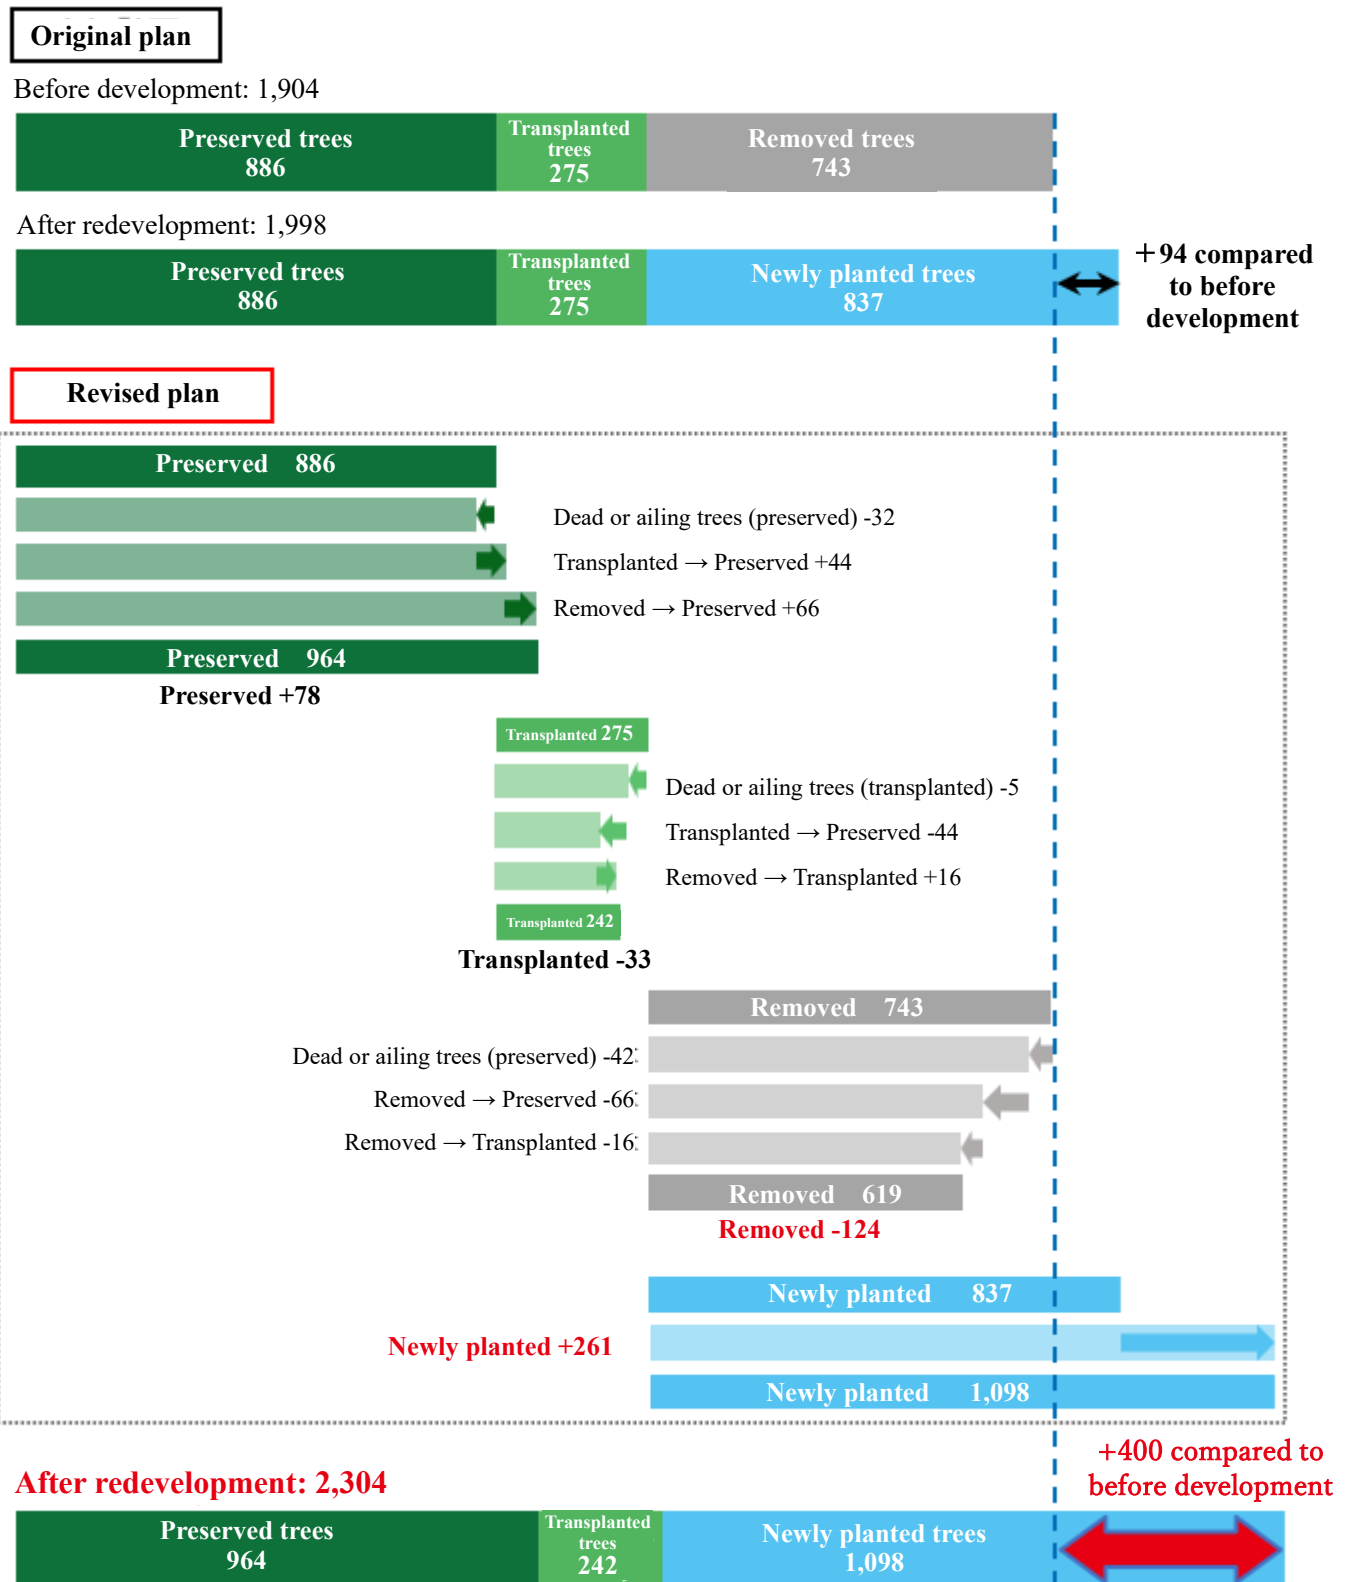 Original plan
Before development: 1,904
Preserved trees
886
Transplanted
trees
275
Removed trees
743
After redevelopment: 1,998
Preserved trees
886
Transplanted
trees
275
Newly planted trees
837
+94 compared
to before
development
Revised plan
Preserved 886
Dead or ailing trees (preserved) -32
Transplanted → Preserved +44
Removed → Preserved +66
Preserved 964
Preserved +78
Transplanted 275
Dead or ailing trees (transplanted) -5
Transplanted → Preserved -44
Removed → Transplanted +16
Transplanted 242
Transplanted -33
Removed 743
Dead or ailing trees (preserved) -42
Removed → Preserved -66
Removed → Transplanted -16
Removed 619
Removed -124
Newly planted 837
Newly planted +261
Newly planted 1,098
+400 compared to
before development
After redevelopment: 2,304
Preserved trees
964
Transplanted
trees
242
Newly planted trees
1,098